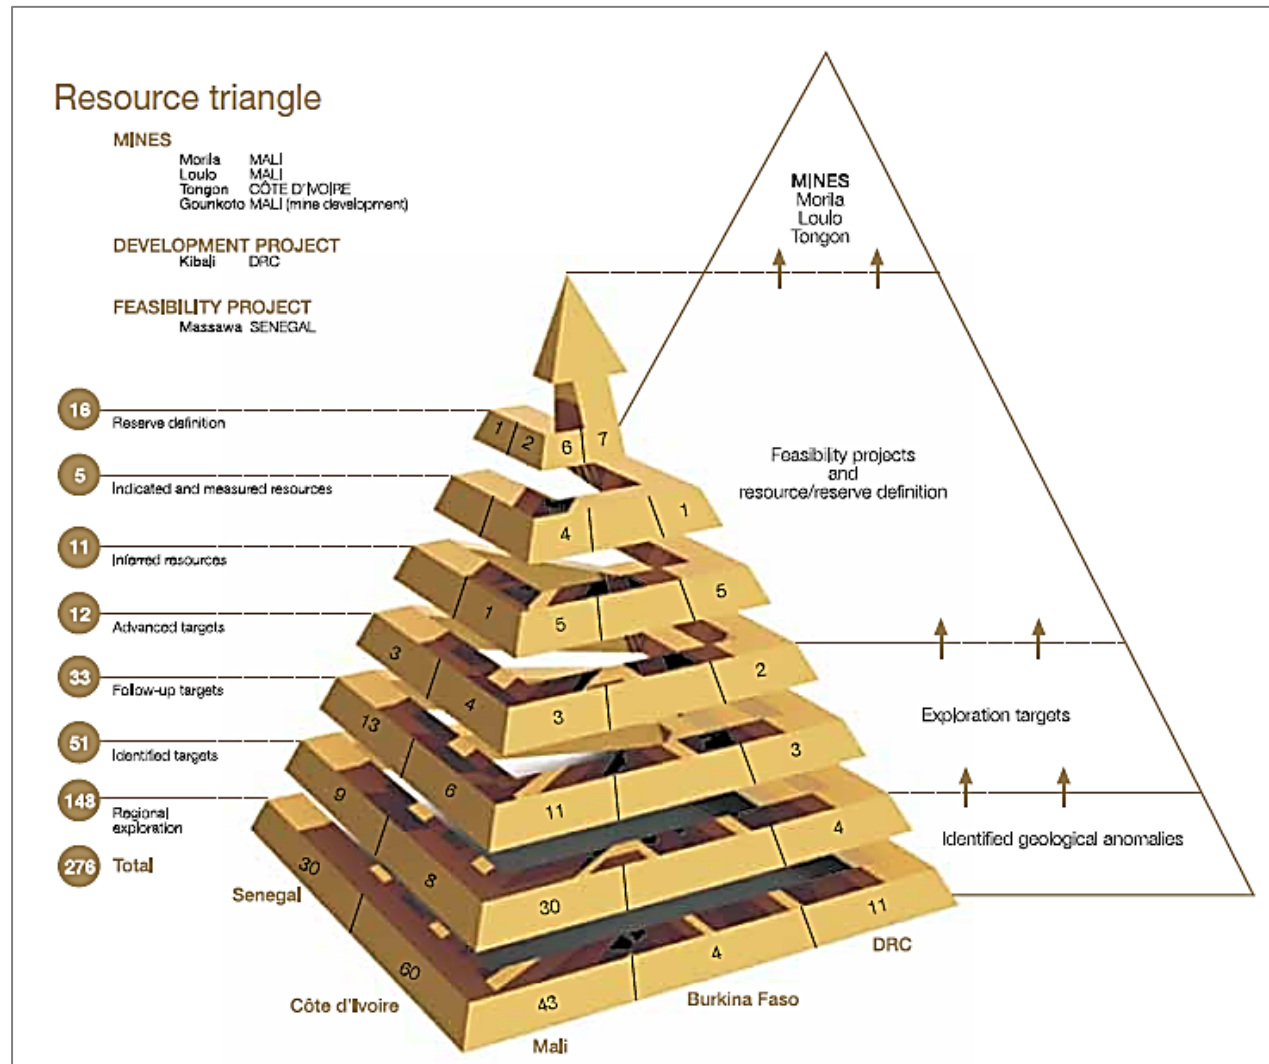 Resource triangle
MINES
Morila MALI
Loulo MALI
Tongon CÔTE D'IVOIRE
Gounkoto MALI (mine development)
DEVELOPMENT PROJECT
Kibali DRC
FEASIBILITY PROJECT
Massawa SENEGAL
MINES
Morila
Loulo
Tongon
16
Reserve definition
1 2 6 7
Feasibility projects
and
resource/reserve definition
5
Indicated and measured resources
4 1
11
Inferred resources
1 5 5
12
Advanced targets
3 4 3 2
33
Follow-up targets
13 6 11 3
Exploration targets
51
Identified targets
9 8 30 4
148
Regional
exploration
30 60 43 4 11
Identified geological anomalies
276 Total
Senegal
Côte d'Ivoire
Mali
Burkina Faso
DRC